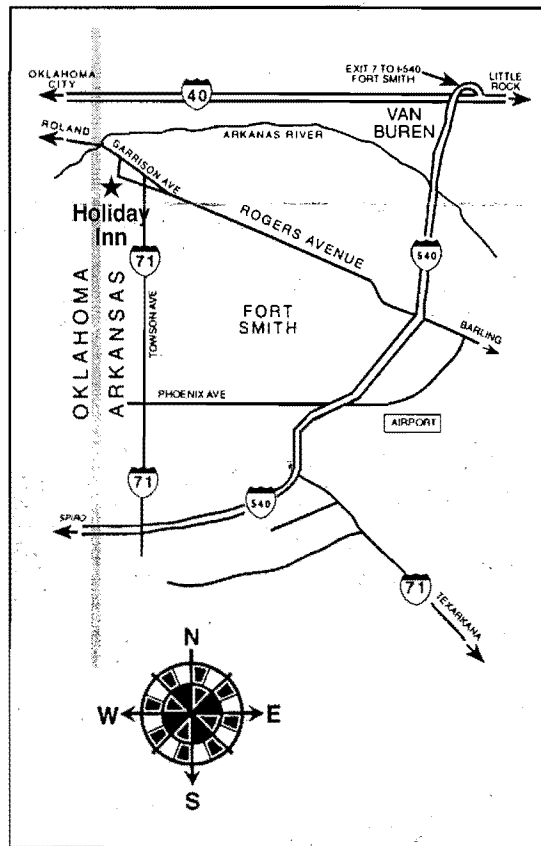 EXIT 7 TO I-540
FORT SMITH
OKLAHOMA
CITY
LITTLE
ROCK
40
VAN
BUREN
ROLAND
ARKANAS RIVER
GARRISON AVE
Holiday
Inn
ROGERS AVENUE
71
540
OKLAHOMA
ARKANSAS
TOWSON AVE
FORT
SMITH
BARLING
PHOENIX AVE
AIRPORT
71
540
SPIRO
71
TEXARKANA
N
W
E
S